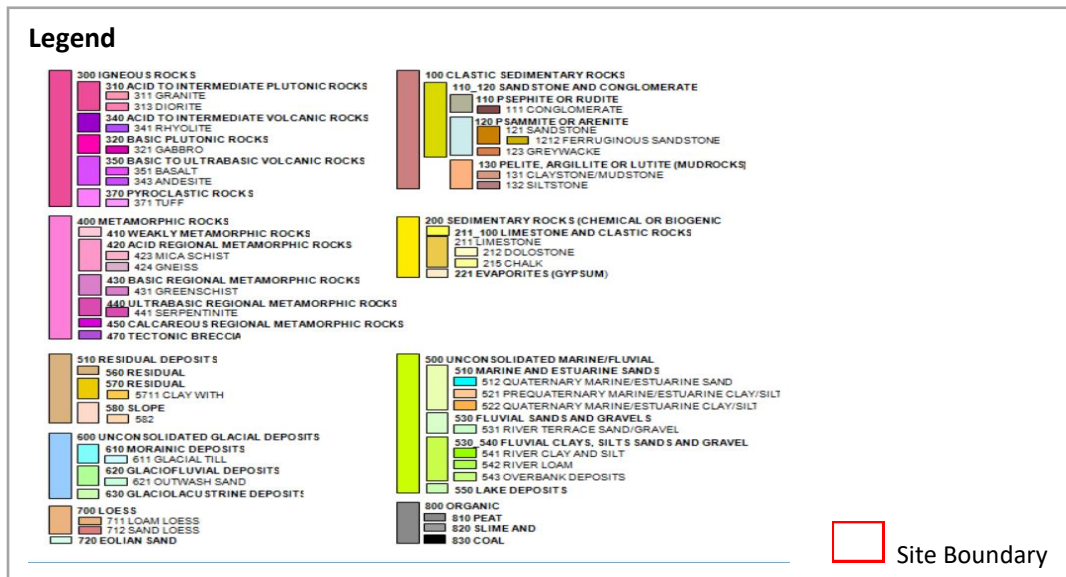 Legend
300 IGNEOUS ROCKS
310 ACID TO INTERMEDIATE PLUTONIC ROCKS
311 GRANITE
313 DIORITE
340 ACID TO INTERMEDIATE VOLCANIC ROCKS
341 RHYOLITE
320 BASIC PLUTONIC ROCKS
321 GABBRO
350 BASIC TO ULTRABASIC VOLCANIC ROCKS
351 BASALT
343 ANDESITE
370 PYROCLASTIC ROCKS
371 TUFF
400 METAMORPHIC ROCKS
410 WEAKLY METAMORPHIC ROCKS
420 ACID REGIONAL METAMORPHIC ROCKS
423 MICA SCHIST
424 GNEISS
430 BASIC REGIONAL METAMORPHIC ROCKS
431 GREENSCHIST
440 ULTRABASIC REGIONAL METAMORPHIC ROCKS
441 SERPENTINITE
450 CALCAREOUS REGIONAL METAMORPHIC ROCKS
470 TECTONIC BRECCIA
510 RESIDUAL DEPOSITS
560 RESIDUAL
570 RESIDUAL
5711 CLAY WITH
580 SLOPE
582
600 UNCONSOLIDATED GLACIAL DEPOSITS
610 MORAINIC DEPOSITS
611 GLACIAL TILL
620 GLACIOFLUVIAL DEPOSITS
621 OUTWASH SAND
630 GLACIOLACUSTRINE DEPOSITS
700 LOESS
711 LOAM LOESS
712 SAND LOESS
720 EOLIAN SAND
100 CLASTIC SEDIMENTARY ROCKS
110_120 SANDSTONE AND CONGLOMERATE
110 PSEPHITE OR RUDITE
111 CONGLOMERATE
120 PSAMMITE OR ARENITE
121 SANDSTONE
1212 FERRUGINOUS SANDSTONE
123 GREYWACKE
130 PELITE, ARGILLITE OR LUTITE (MUDROCKS)
131 CLAYSTONE/MUDSTONE
132 SILTSTONE
200 SEDIMENTARY ROCKS (CHEMICAL OR BIOGENIC
211_100 LIMESTONE AND CLASTIC ROCKS
211 LIMESTONE
212 DOLOSTONE
215 CHALK
221 EVAPORITES (GYPSUM)
500 UNCONSOLIDATED MARINE/FLUVIAL
510 MARINE AND ESTUARINE SANDS
512 QUATERNARY MARINE/ESTUARINE SAND
521 PREQUATERNARY MARINE/ESTUARINE CLAY/SILT
522 QUATERNARY MARINE/ESTUARINE CLAY/SILT
530 FLUVIAL SANDS AND GRAVELS
531 RIVER TERRACE SAND/GRAVEL
530_540 FLUVIAL CLAYS, SILTS SANDS AND GRAVEL
541 RIVER CLAY AND SILT
542 RIVER LOAM
543 OVERBANK DEPOSITS
550 LAKE DEPOSITS
800 ORGANIC
810 PEAT
820 SLIME AND
830 COAL
Site Boundary